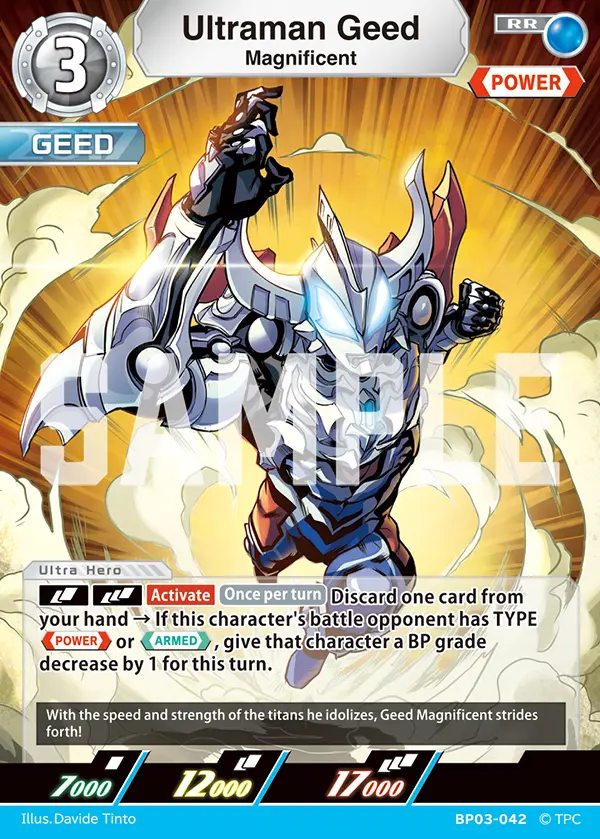 Ultraman Geed
Magnificent
3
RR
POWER
GEED
2017
SAMPLE
Ultra Hero
Activate Once per turn Discard one card from
your hand → If this character's battle opponent has TYPE
POWER or ARMED, give that character a BP grade
decrease by 1 for this turn.
With the speed and strength of the titans he idolizes, Geed Magnificent strides
forth!
7000 12000 17000
Illus.Davide Tinto BP03-042 © TPC